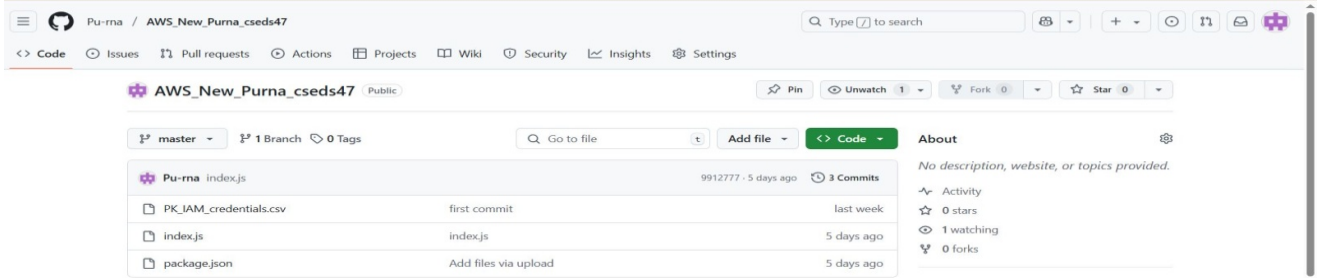 Pu-rna / AWS_New_Purna_cseds47
Type / to search
Code Issues Pull requests Actions Projects Wiki Security Insights Settings
AWS_New_Purna_cseds47 Public
Pin Unwatch 1 Fork 0 Star 0
master 1 Branch 0 Tags Go to file t Add file Code
About
No description, website, or topics provided.
Pu-rna index.js 9912777 · 5 days ago 3 Commits
Activity
PK_IAM_credentials.csv first commit last week
0 stars
index.js index.js 5 days ago
1 watching
package.json Add files via upload 5 days ago
0 forks